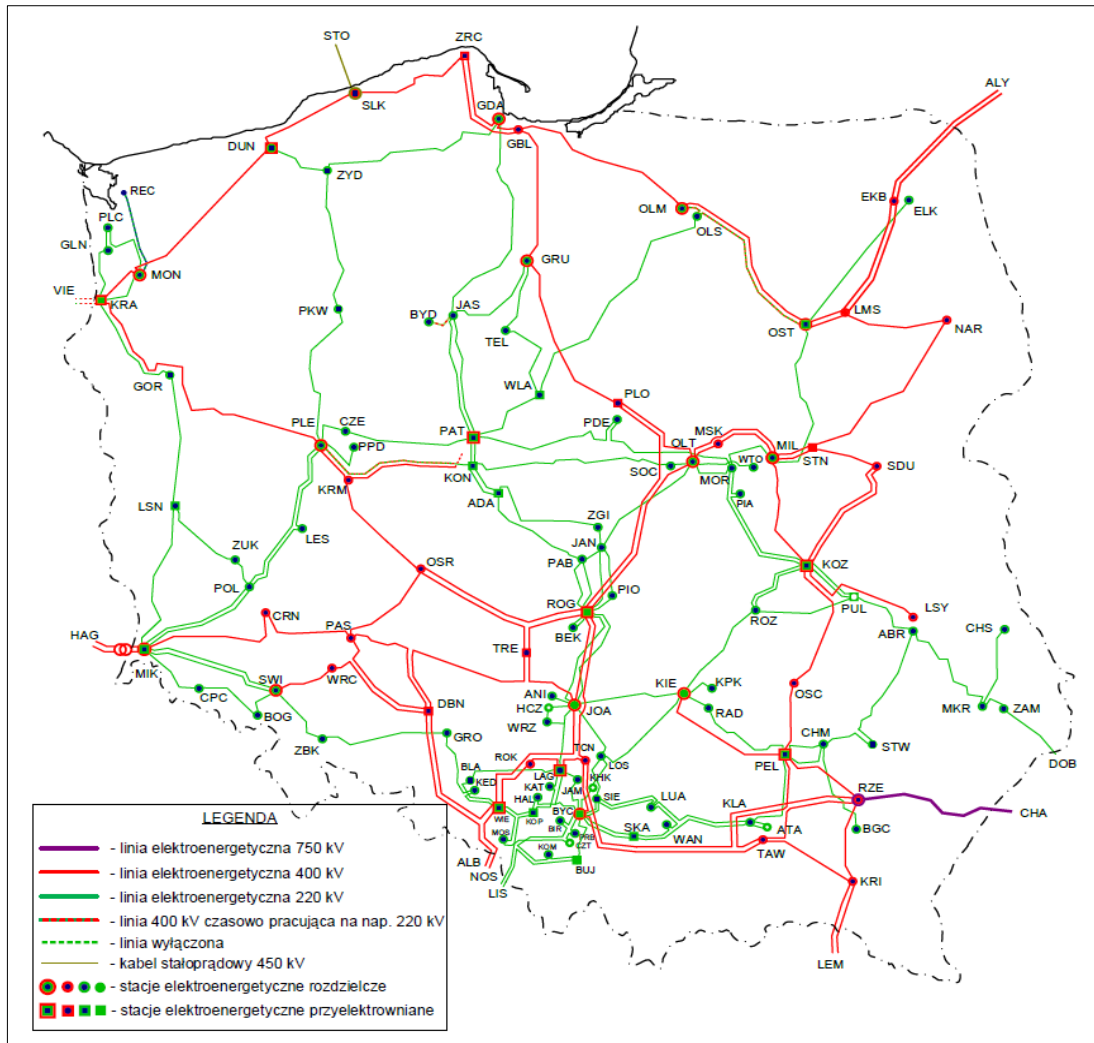 STO
ZRC
ALY
SLK
GDA
GBL
DUN
ZYD
REC
PLC
GLN
MON
VIE
KRA
OLM
OLS
EKB
ELK
GRU
PKW
BYD
JAS
TEL
OST
LMS
NAR
GOR
WLA
PLO
PLE
CZE
PPD
PAT
PDE
MSK
OLT
MIL
WTO
STN
SDU
KRM
KON
SOC
MOR
PIA
LSN
ADA
ZGI
JAN
LES
ZUK
POL
OSR
PAB
PIO
KOZ
PUL
LSY
ROZ
ABR
CHS
CRN
PAS
ROG
BEK
HAG
MIK
TRE
SWI
WRC
CPC
BOG
DBN
ANI
HCZ
WRZ
JOA
KIE
KPK
RAD
OSC
MKR
ZAM
ZBK
GRO
CHM
STW
DOB
PEL
ROK
TCN
LOS
BLA
LAG
KHK
KED
KAT
JAM
SIE
HAL
WIE
KOP
BYC
BIR
LUA
KLA
RZE
CHA
MOS
PRB
CZT
KOM
SKA
WAN
ATA
BGC
BUJ
TAW
ALB
NOS
LIS
KRI
LEM
LEGENDA
- linia elektroenergetyczna 750 kV
- linia elektroenergetyczna 400 kV
- linia elektroenergetyczna 220 kV
- linia 400 kV czasowo pracująca na nap. 220 kV
- linia wyłączona
- kabel stałoprądowy 450 kV
- stacje elektroenergetyczne rozdzielcze
- stacje elektroenergetyczne przyelektrowniane